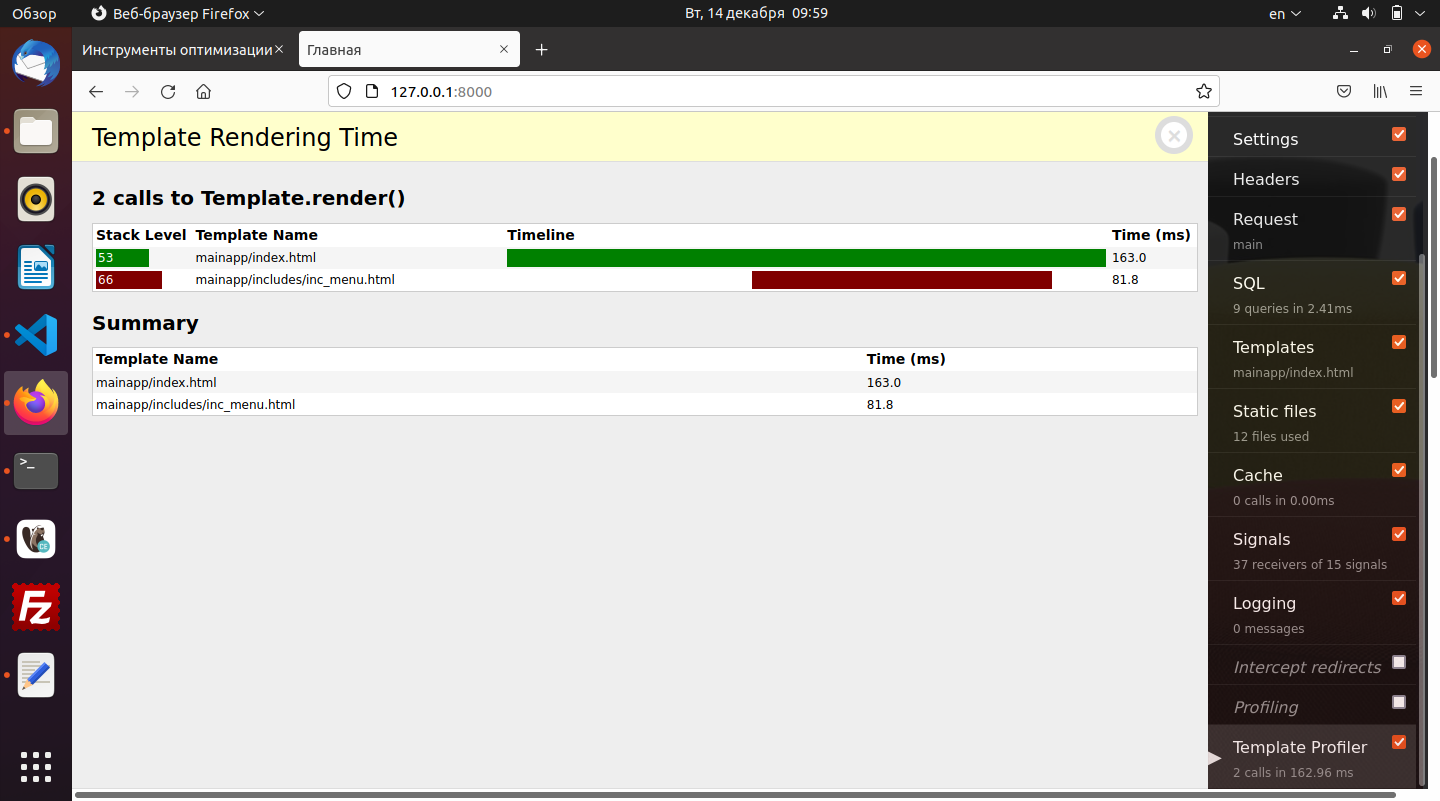 Обзор
Веб-браузер Firefox
Вт, 14 декабря 09:59
en
Инструменты оптимизации
Главная
127.0.0.1:8000
Template Rendering Time
2 calls to Template.render()
Stack Level Template Name Timeline Time (ms)
53 mainapp/index.html 163.0
66 mainapp/includes/inc_menu.html 81.8
Summary
Template Name Time (ms)
mainapp/index.html 163.0
mainapp/includes/inc_menu.html 81.8
Settings
Headers
Request
main
SQL
9 queries in 2.41ms
Templates
mainapp/index.html
Static files
12 files used
Cache
0 calls in 0.00ms
Signals
37 receivers of 15 signals
Logging
0 messages
Intercept redirects
Profiling
Template Profiler
2 calls in 162.96 ms
>_
CE
Fz